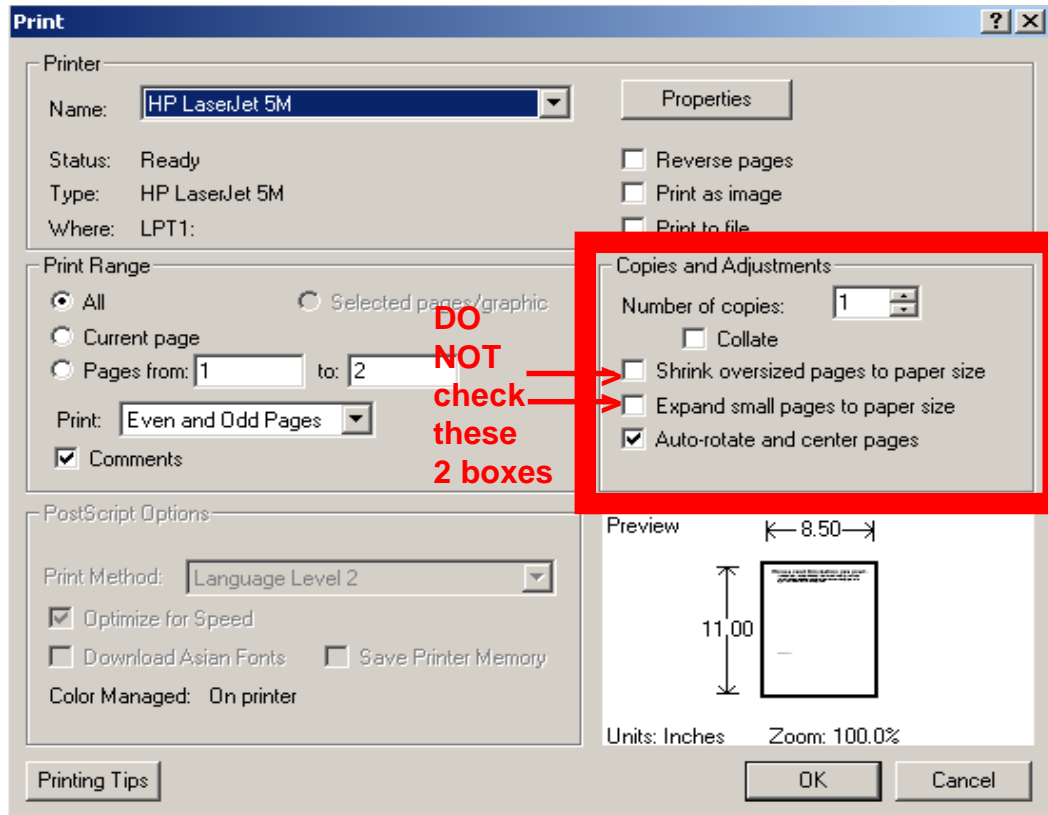 Print
Printer
Name: HP LaserJet 5M
Properties
Status: Ready
Type: HP LaserJet 5M
Where: LPT1:
Reverse pages
Print as image
Print to file
Print Range
All
Selected pages/graphic
Current page
Pages from: 1 to: 2
Print: Even and Odd Pages
Comments
DO
NOT
check
these
2 boxes
Copies and Adjustments
Number of copies: 1
Collate
Shrink oversized pages to paper size
Expand small pages to paper size
Auto-rotate and center pages
PostScript Options
Print Method: Language Level 2
Optimize for Speed
Download Asian Fonts
Save Printer Memory
Color Managed: On printer
Preview
8.50
11.00
Units: Inches Zoom: 100.0%
Printing Tips
OK
Cancel